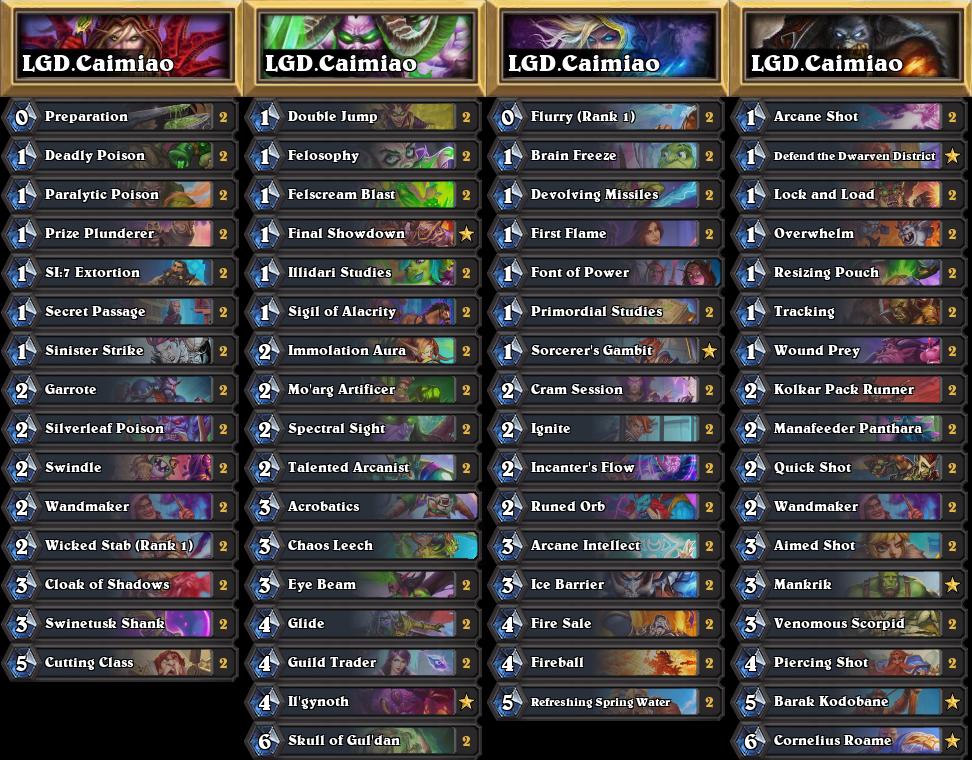 LGD.Caimiao
0 Preparation 2
1 Deadly Poison 2
1 Paralytic Poison 2
1 Prize Plunderer 2
1 SI:7 Extortion 2
1 Secret Passage 2
1 Sinister Strike 2
2 Garrote 2
2 Silverleaf Poison 2
2 Swindle 2
2 Wandmaker 2
2 Wicked Stab (Rank 1) 2
3 Cloak of Shadows 2
3 Swinetusk Shank 2
5 Cutting Class 2
LGD.Caimiao
1 Double Jump 2
1 Felosophy 2
1 Felscream Blast 2
1 Final Showdown
1 Illidari Studies 2
1 Sigil of Alacrity 2
2 Immolation Aura 2
2 Mo'arg Artificer 2
2 Spectral Sight 2
2 Talented Arcanist 2
3 Acrobatics
3 Chaos Leech
3 Eye Beam 2
4 Glide 2
4 Guild Trader 2
4 Il'gynoth
6 Skull of Gul'dan 2
LGD.Caimiao
0 Flurry (Rank 1) 2
1 Brain Freeze 2
1 Devolving Missiles 2
1 First Flame 2
1 Font of Power
1 Primordial Studies 2
1 Sorcerer's Gambit
2 Cram Session 2
2 Ignite 2
2 Incanter's Flow 2
2 Runed Orb 2
3 Arcane Intellect 2
3 Ice Barrier 2
4 Fire Sale 2
4 Fireball 2
5 Refreshing Spring Water 2
LGD.Caimiao
1 Arcane Shot 2
1 Defend the Dwarven District
1 Lock and Load 2
1 Overwhelm 2
1 Resizing Pouch 2
1 Tracking 2
1 Wound Prey 2
2 Kolkar Pack Runner 2
2 Manafeeder Panthara 2
2 Quick Shot 2
2 Wandmaker 2
3 Aimed Shot 2
3 Mankrik
3 Venomous Scorpid 2
4 Piercing Shot 2
5 Barak Kodobane
6 Cornelius Roame